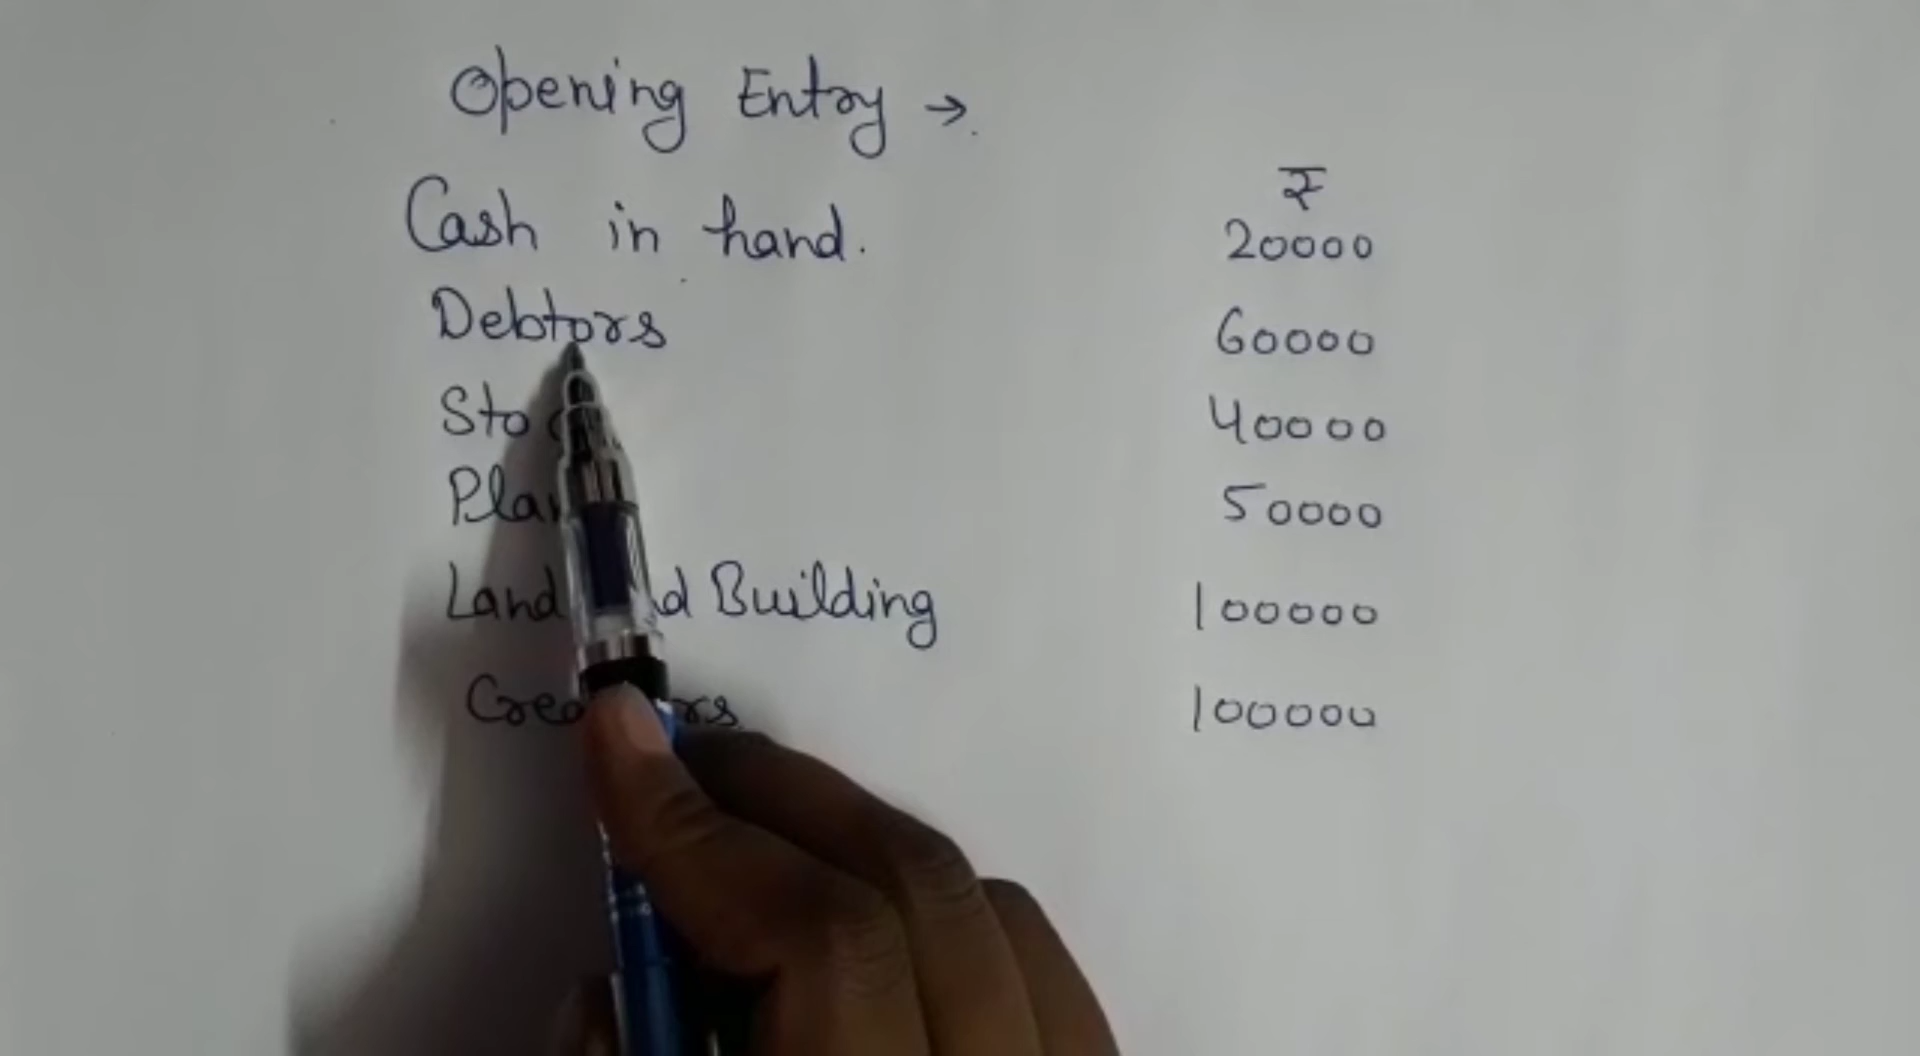 Opening Entry →
₹
Cash in hand. 20000
Debtors 60000
40000
50000
Building 100000
100000